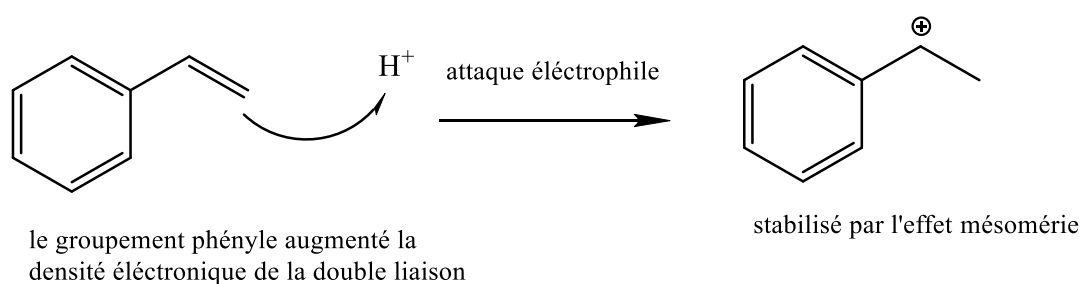 H⁺
attaque éléctrophile
⊕
stabilisé par l'effet mésomérie
le groupement phényle augmenté la
densité éléctronique de la double liaison